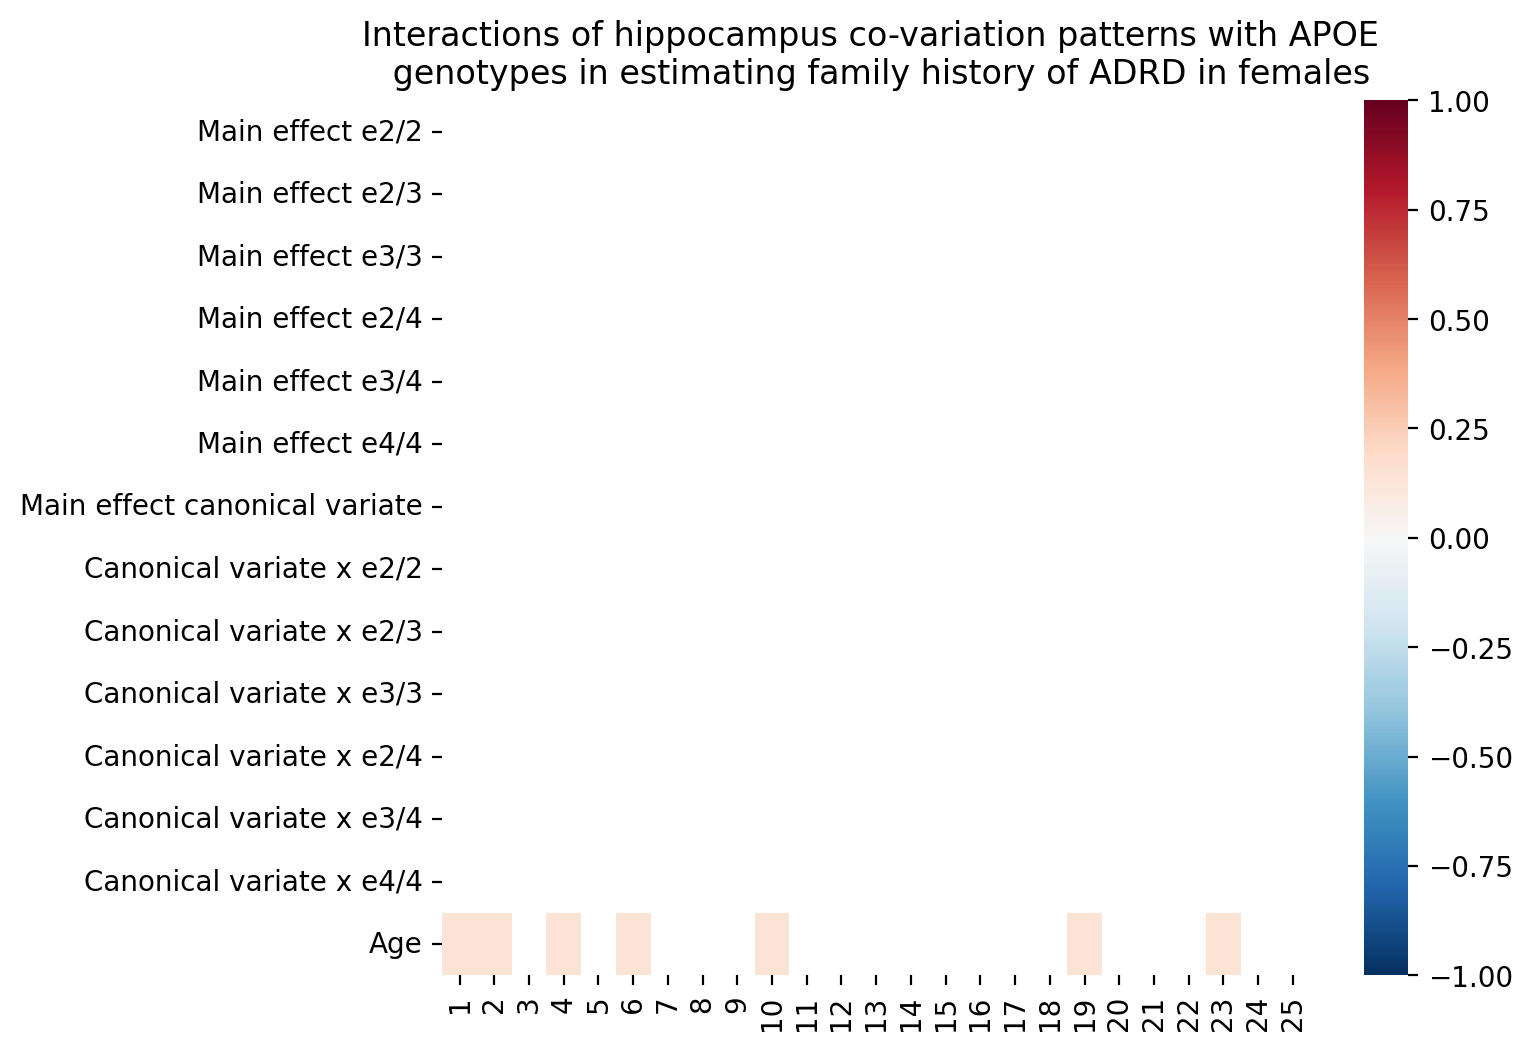 Interactions of hippocampus co-variation patterns with APOE
genotypes in estimating family history of ADRD in females
Main effect e2/2
Main effect e2/3
Main effect e3/3
Main effect e2/4
Main effect e3/4
Main effect e4/4
Main effect canonical variate
Canonical variate x e2/2
Canonical variate x e2/3
Canonical variate x e3/3
Canonical variate x e2/4
Canonical variate x e3/4
Canonical variate x e4/4
Age
1 2 3 4 5 6 7 8 9 10 11 12 13 14 15 16 17 18 19 20 21 22 23 24 25
1.00
0.75
0.50
0.25
0.00
−0.25
−0.50
−0.75
−1.00